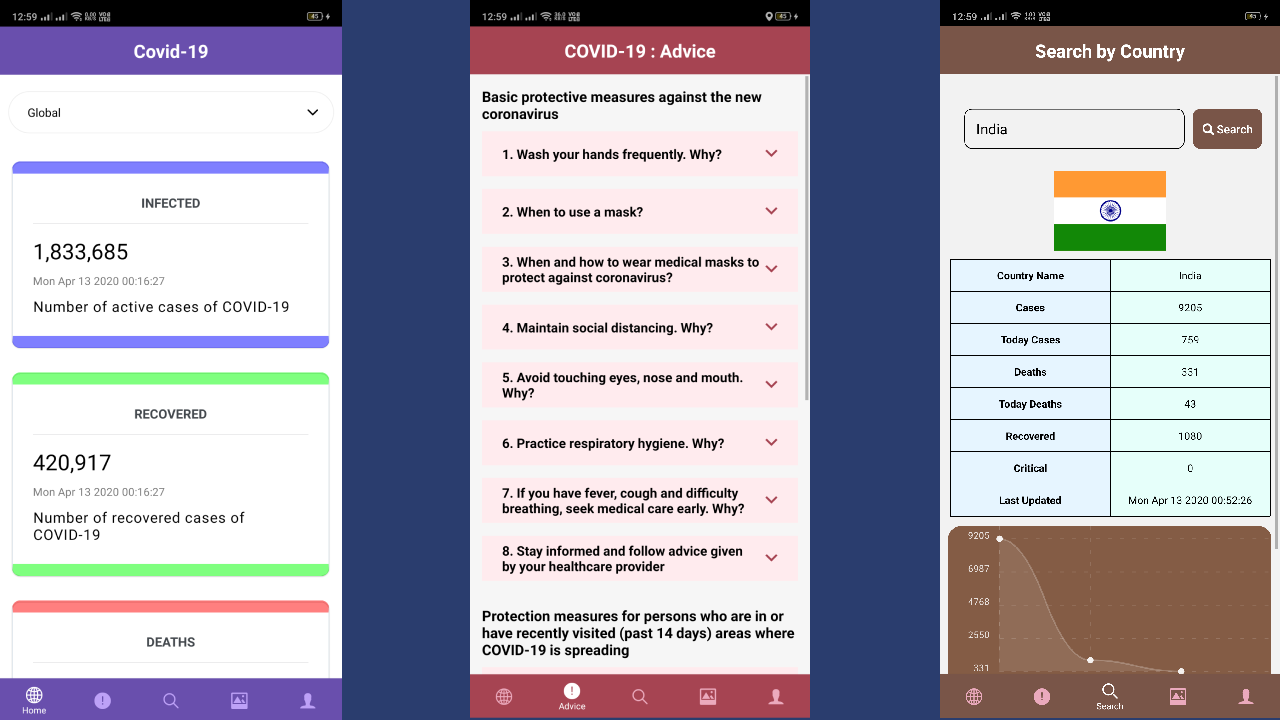 12:59
0.00 KB/s
VoD LTE2
45
Covid-19
Global
INFECTED
1,833,685
Mon Apr 13 2020 00:16:27
Number of active cases of COVID-19
RECOVERED
420,917
Mon Apr 13 2020 00:16:27
Number of recovered cases of
COVID-19
DEATHS
Home
12:59
45
COVID-19 : Advice
Basic protective measures against the new
coronavirus
1. Wash your hands frequently. Why?
2. When to use a mask?
3. When and how to wear medical masks to
protect against coronavirus?
4. Maintain social distancing. Why?
5. Avoid touching eyes, nose and mouth.
Why?
6. Practice respiratory hygiene. Why?
7. If you have fever, cough and difficulty
breathing, seek medical care early. Why?
8. Stay informed and follow advice given
by your healthcare provider
Protection measures for persons who are in or
have recently visited (past 14 days) areas where
COVID-19 is spreading
Advice
12:59
45
Search by Country
India
Search
Country Name India
Cases 9205
Today Cases 759
Deaths 331
Today Deaths 43
Recovered 1080
Critical 0
Last Updated Mon Apr 13 2020 00:52:26
9205
6987
4768
2550
331
Search